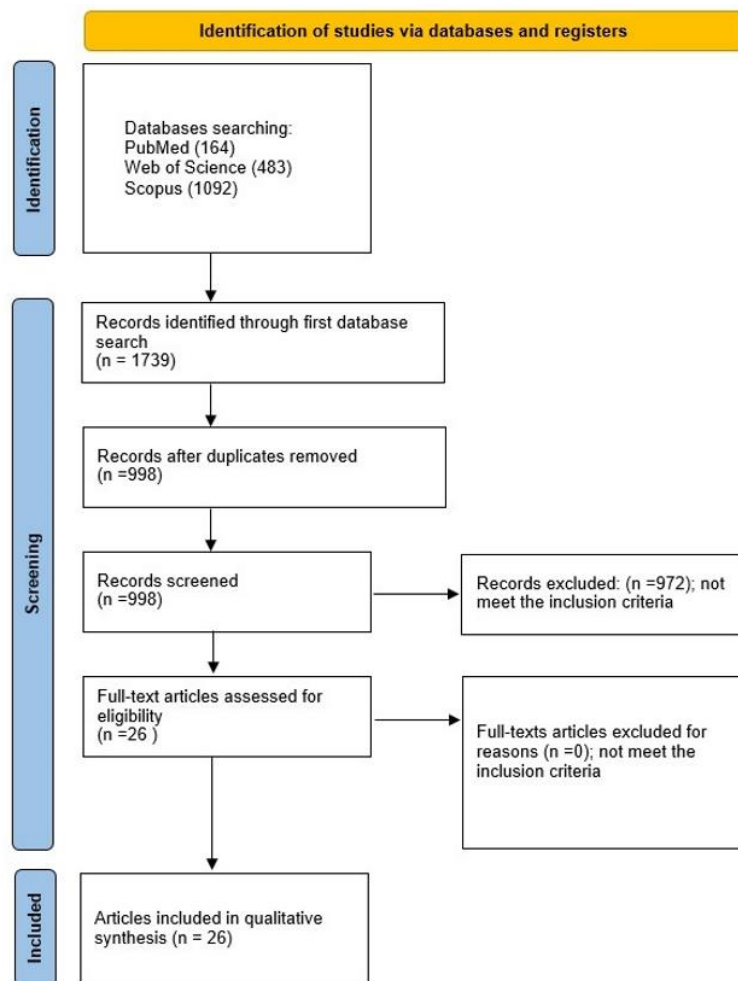 Identification of studies via databases and registers
Identification
Databases searching:
PubMed (164)
Web of Science (483)
Scopus (1092)
Screening
Records identified through first database
search
(n = 1739)
Records after duplicates removed
(n =998)
Records screened
(n =998)
Records excluded: (n =972); not
meet the inclusion criteria
Full-text articles assessed for
eligibility
(n =26 )
Full-texts articles excluded for
reasons (n =0); not meet the
inclusion criteria
Included
Articles included in qualitative
synthesis (n = 26)